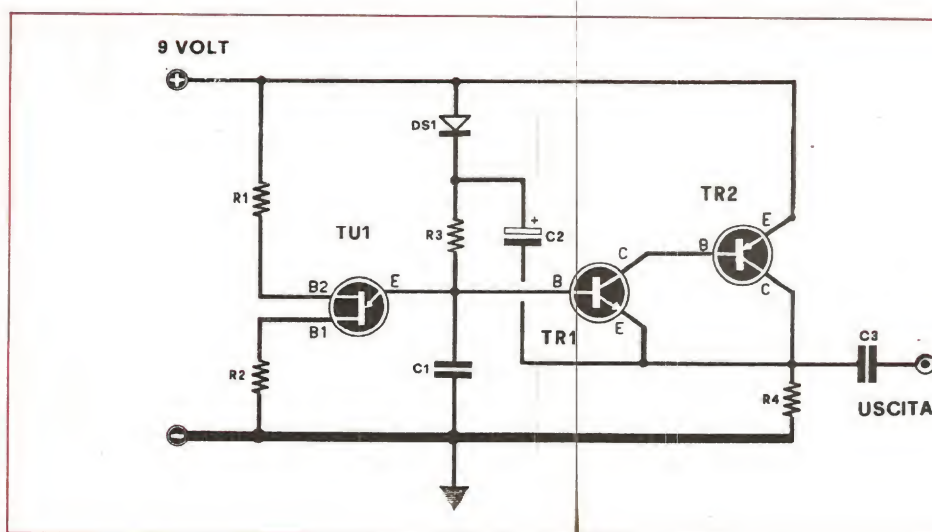 9 VOLT
+
DS1
R1
TU1
R3
+
C2
TR2
E
B
C
B2
E
B
C
B1
E
TR1
C3
R2
C1
R4
USCITA
-